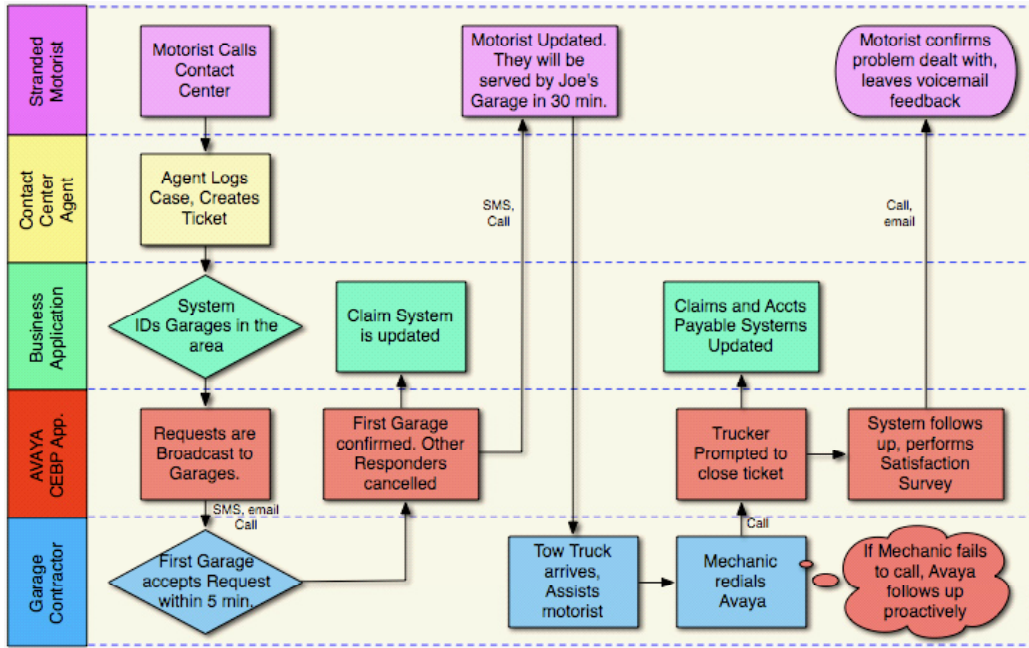 Stranded
Motorist
Motorist Calls
Contact
Center
Motorist Updated.
They will be
served by Joe's
Garage in 30 min.
Motorist confirms
problem dealt with,
leaves voicemail
feedback
Contact
Center
Agent
Agent Logs
Case, Creates
Ticket
SMS,
Call
Call,
email
Business
Application
System
IDs Garages in the
area
Claim System
is updated
Claims and Accts
Payable Systems
Updated
AVAYA
CEBP App.
Requests are
Broadcast to
Garages.
First Garage
confirmed. Other
Responders
cancelled
Trucker
Prompted to
close ticket
System follows
up, performs
Satisfaction
Survey
SMS, email
Call
Call
Garage
Contractor
First Garage
accepts Request
within 5 min.
Tow Truck
arrives,
Assists
motorist
Mechanic
redials
Avaya
If Mechanic fails
to call, Avaya
follows up
proactively